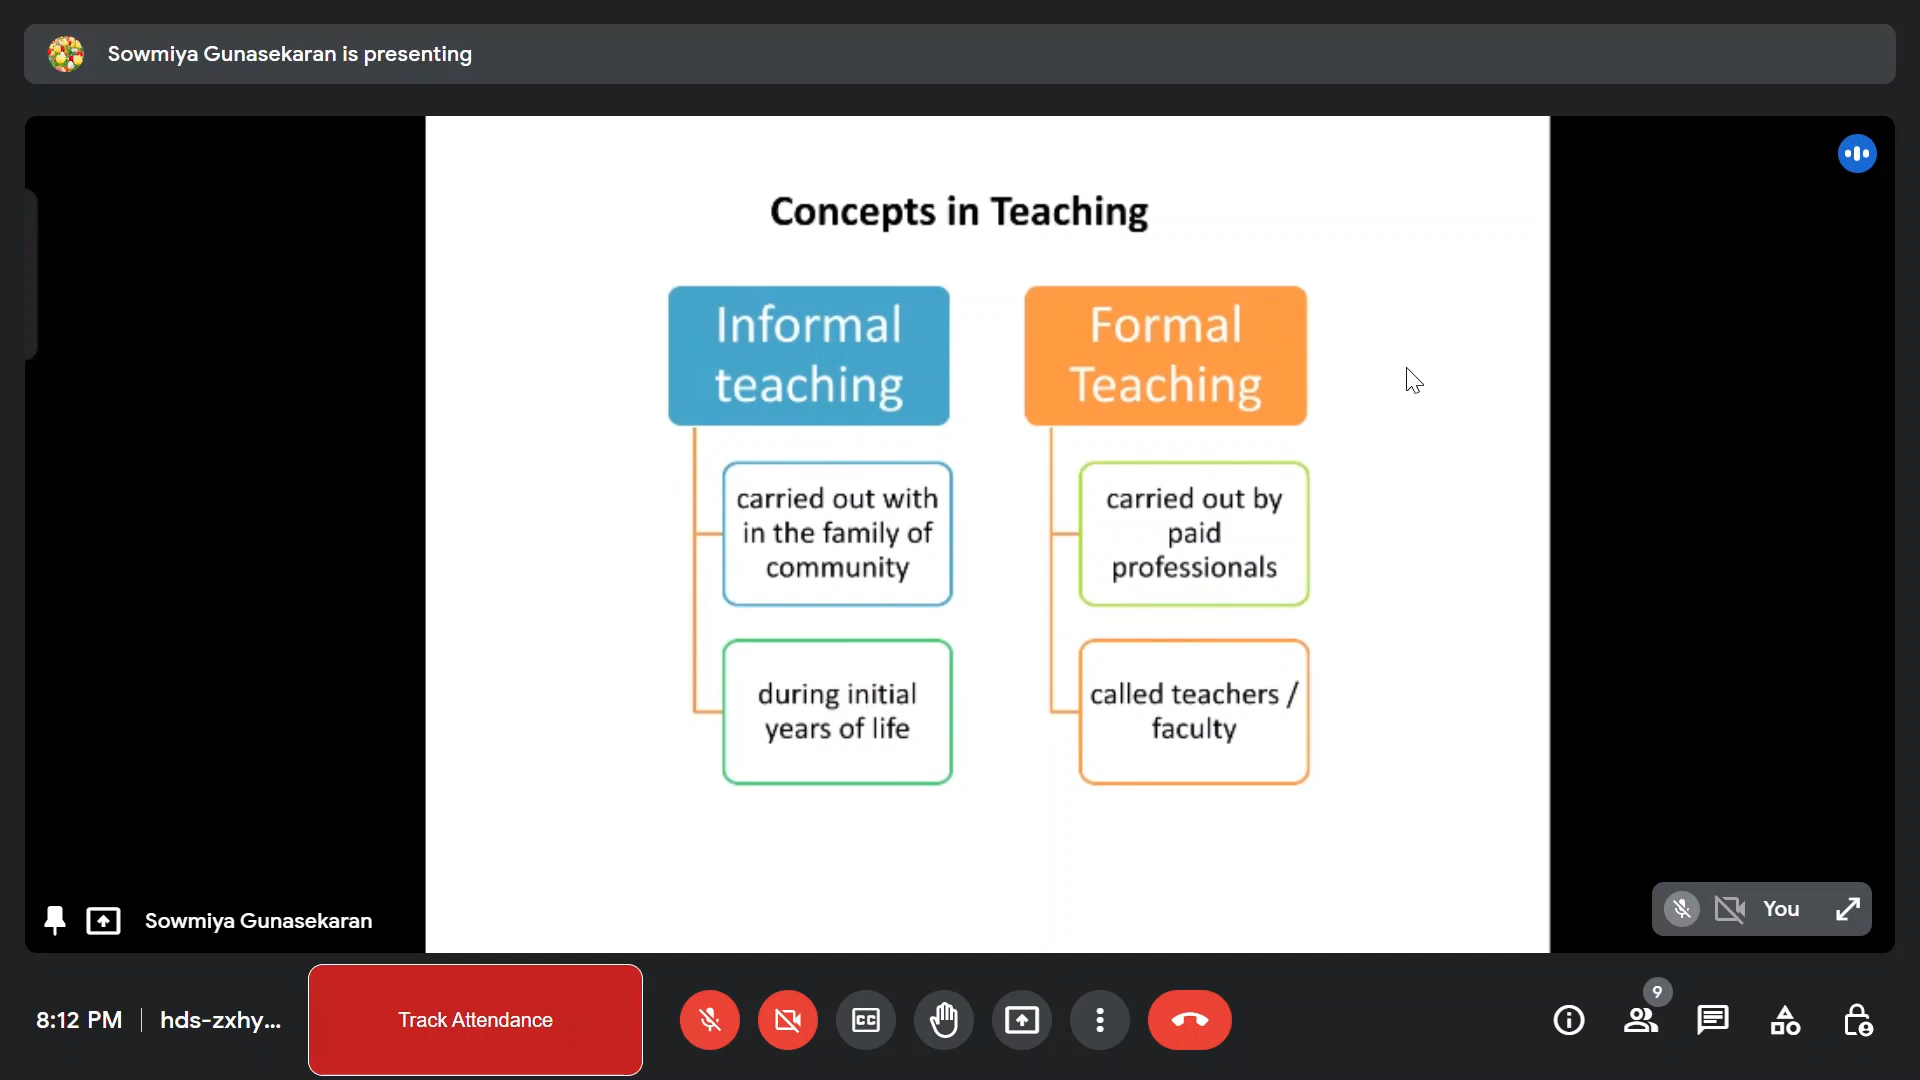 Sowmiya Gunasekaran is presenting
Concepts in Teaching
Informal
teaching
carried out with
in the family of
community
during initial
years of life
Formal
Teaching
carried out by
paid
professionals
called teachers /
faculty
Sowmiya Gunasekaran
You
8:12 PM
hds-zxhy...
Track Attendance
CC
9